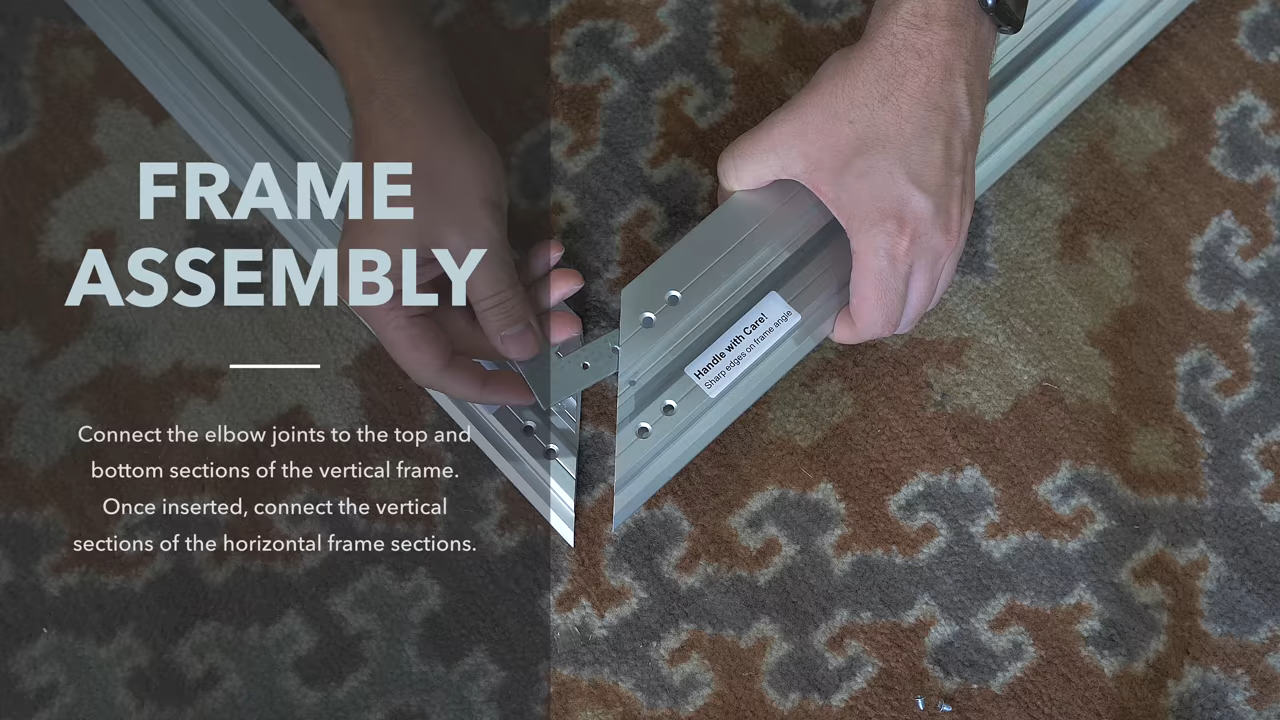 FRAME
ASSEMBLY
Connect the elbow joints to the top and
bottom sections of the vertical frame.
Once inserted, connect the vertical
sections of the horizontal frame sections.
Handle with Care!
Sharp edges on frame angle